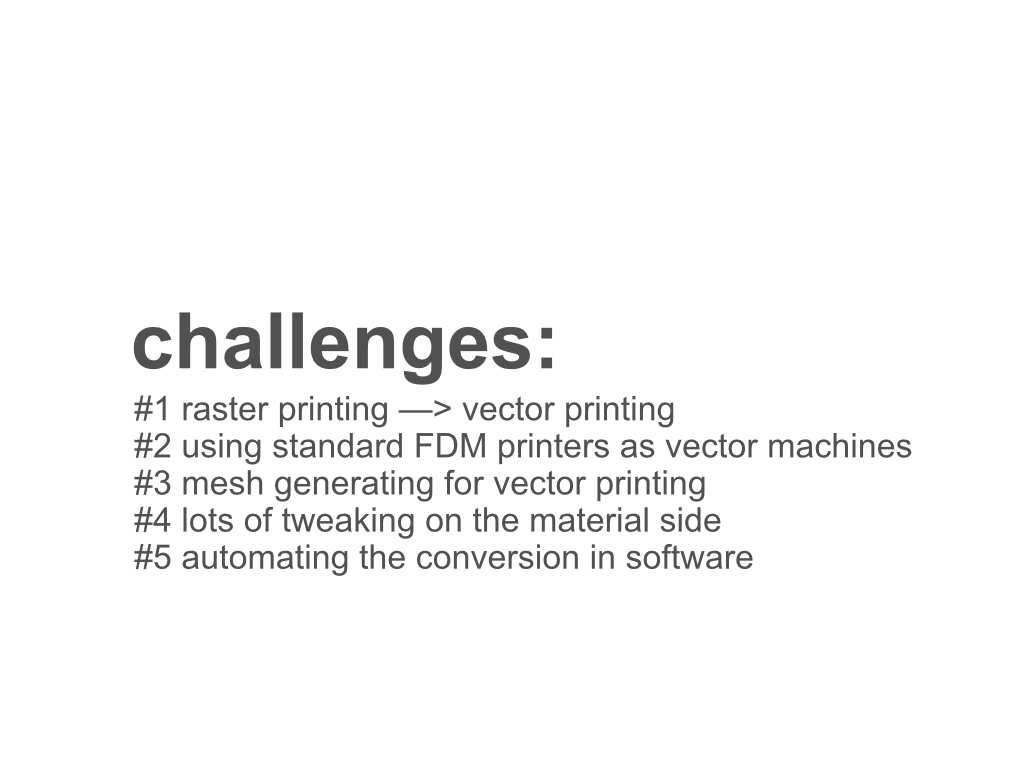 challenges:
#1 raster printing —> vector printing
#2 using standard FDM printers as vector machines
#3 mesh generating for vector printing
#4 lots of tweaking on the material side
#5 automating the conversion in software